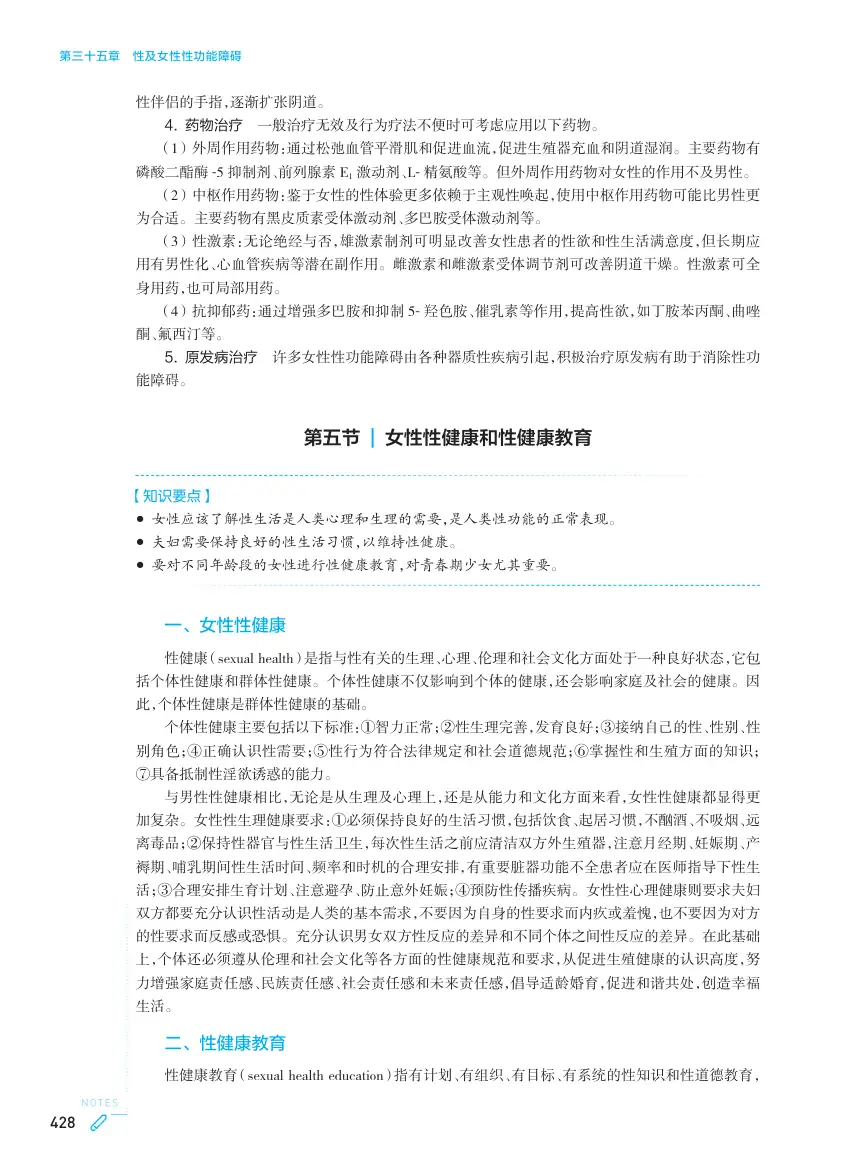 第三十五章　性及女性性功能障碍
性伴侣的手指,逐渐扩张阴道。
4. 药物治疗　一般治疗无效及行为疗法不便时可考虑应用以下药物。
（1）外周作用药物:通过松弛血管平滑肌和促进血流,促进生殖器充血和阴道湿润。主要药物有
磷酸二酯酶 -5 抑制剂、前列腺素 E₁ 激动剂、L- 精氨酸等。但外周作用药物对女性的作用不及男性。
（2）中枢作用药物:鉴于女性的性体验更多依赖于主观性唤起,使用中枢作用药物可能比男性更
为合适。主要药物有黑皮质素受体激动剂、多巴胺受体激动剂等。
（3）性激素:无论绝经与否,雄激素制剂可明显改善女性患者的性欲和性生活满意度,但长期应
用有男性化、心血管疾病等潜在副作用。雌激素和雌激素受体调节剂可改善阴道干燥。性激素可全
身用药,也可局部用药。
（4）抗抑郁药:通过增强多巴胺和抑制 5- 羟色胺、催乳素等作用,提高性欲,如丁胺苯丙酮、曲唑
酮、氟西汀等。
5. 原发病治疗　许多女性性功能障碍由各种器质性疾病引起,积极治疗原发病有助于消除性功
能障碍。
第五节 | 女性性健康和性健康教育
【知识要点】
● 女性应该了解性生活是人类心理和生理的需要,是人类性功能的正常表现。
● 夫妇需要保持良好的性生活习惯,以维持性健康。
● 要对不同年龄段的女性进行性健康教育,对青春期少女尤其重要。
一、女性性健康
性健康（sexual health）是指与性有关的生理、心理、伦理和社会文化方面处于一种良好状态,它包
括个体性健康和群体性健康。个体性健康不仅影响到个体的健康,还会影响家庭及社会的健康。因
此,个体性健康是群体性健康的基础。
个体性健康主要包括以下标准:①智力正常;②性生理完善,发育良好;③接纳自己的性、性别、性
别角色;④正确认识性需要;⑤性行为符合法律规定和社会道德规范;⑥掌握性和生殖方面的知识;
⑦具备抵制性淫欲诱惑的能力。
与男性性健康相比,无论是从生理及心理上,还是从能力和文化方面来看,女性性健康都显得更
加复杂。女性性生理健康要求:①必须保持良好的生活习惯,包括饮食、起居习惯,不酗酒、不吸烟、远
离毒品;②保持性器官与性生活卫生,每次性生活之前应清洁双方外生殖器,注意月经期、妊娠期、产
褥期、哺乳期间性生活时间、频率和时机的合理安排,有重要脏器功能不全患者应在医师指导下性生
活;③合理安排生育计划、注意避孕、防止意外妊娠;④预防性传播疾病。女性性心理健康则要求夫妇
双方都要充分认识性活动是人类的基本需求,不要因为自身的性要求而内疚或羞愧,也不要因为对方
的性要求而反感或恐惧。充分认识男女双方性反应的差异和不同个体之间性反应的差异。在此基础
上,个体还必须遵从伦理和社会文化等各方面的性健康规范和要求,从促进生殖健康的认识高度,努
力增强家庭责任感、民族责任感、社会责任感和未来责任感,倡导适龄婚育,促进和谐共处,创造幸福
生活。
二、性健康教育
性健康教育（sexual health education）指有计划、有组织、有目标、有系统的性知识和性道德教育,
NOTES
428